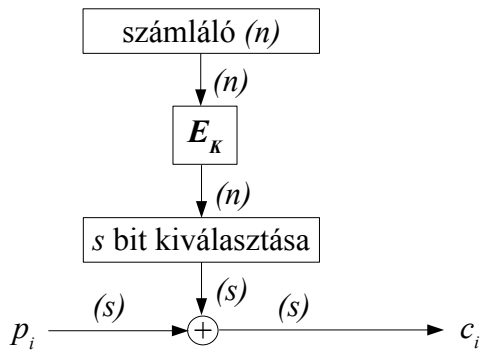 számláló (n)
(n)
E_K
(n)
s bit kiválasztása
(s)
(s)
(s)
p_i
+
c_i